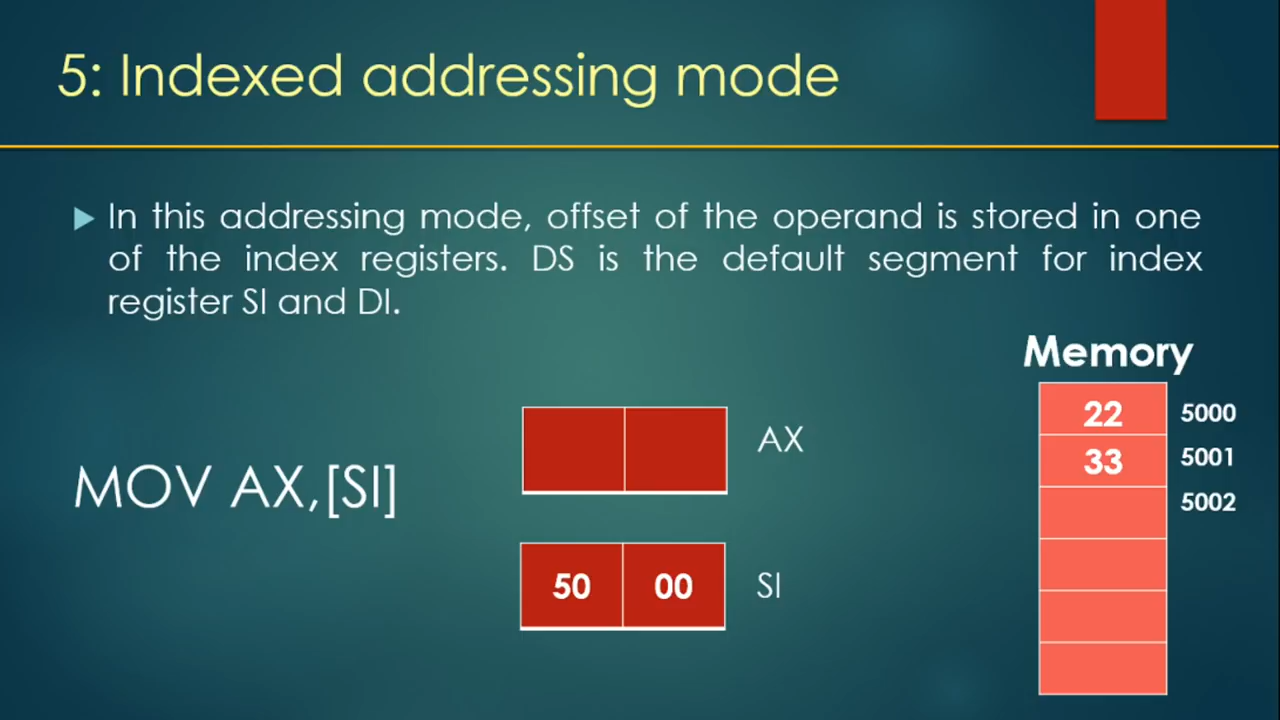 5: Indexed addressing mode
In this addressing mode, offset of the operand is stored in one
of the index registers. DS is the default segment for index
register SI and DI.
Memory
22 5000
33 5001
5002
AX
MOV AX,[SI]
50 00 SI